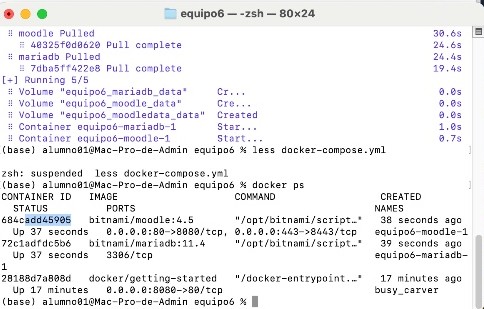 equipo6 — -zsh — 80×24
moodle Pulled 30.6s
40325f0d0620 Pull complete 24.6s
mariadb Pulled 24.4s
7dba5ff422e8 Pull complete 19.4s
[+] Running 5/5
Volume "equipo6_mariadb_data" Cr... 0.0s
Volume "equipo6_moodle_data" Cre... 0.0s
Volume "equipo6_moodledata_data" Created 0.0s
Container equipo6-mariadb-1 Star... 1.0s
Container equipo6-moodle-1 Start... 0.7s
(base) alumno01@Mac-Pro-de-Admin equipo6 % less docker-compose.yml
zsh: suspended  less docker-compose.yml
(base) alumno01@Mac-Pro-de-Admin equipo6 % docker ps
CONTAINER ID IMAGE COMMAND CREATED
STATUS PORTS NAMES
684cadd45905 bitnami/moodle:4.5 "/opt/bitnami/script…" 38 seconds ago
Up 37 seconds 0.0.0.0:80->8080/tcp, 0.0.0.0:443->8443/tcp equipo6-moodle-1
72c1adfdc5b6 bitnami/mariadb:11.4 "/opt/bitnami/script…" 39 seconds ago
Up 37 seconds 3306/tcp equipo6-mariadb-
1
28188d7a808d docker/getting-started "/docker-entrypoint.…" 17 minutes ago
Up 17 minutes 0.0.0.0:8080->80/tcp busy_carver
(base) alumno01@Mac-Pro-de-Admin equipo6 %